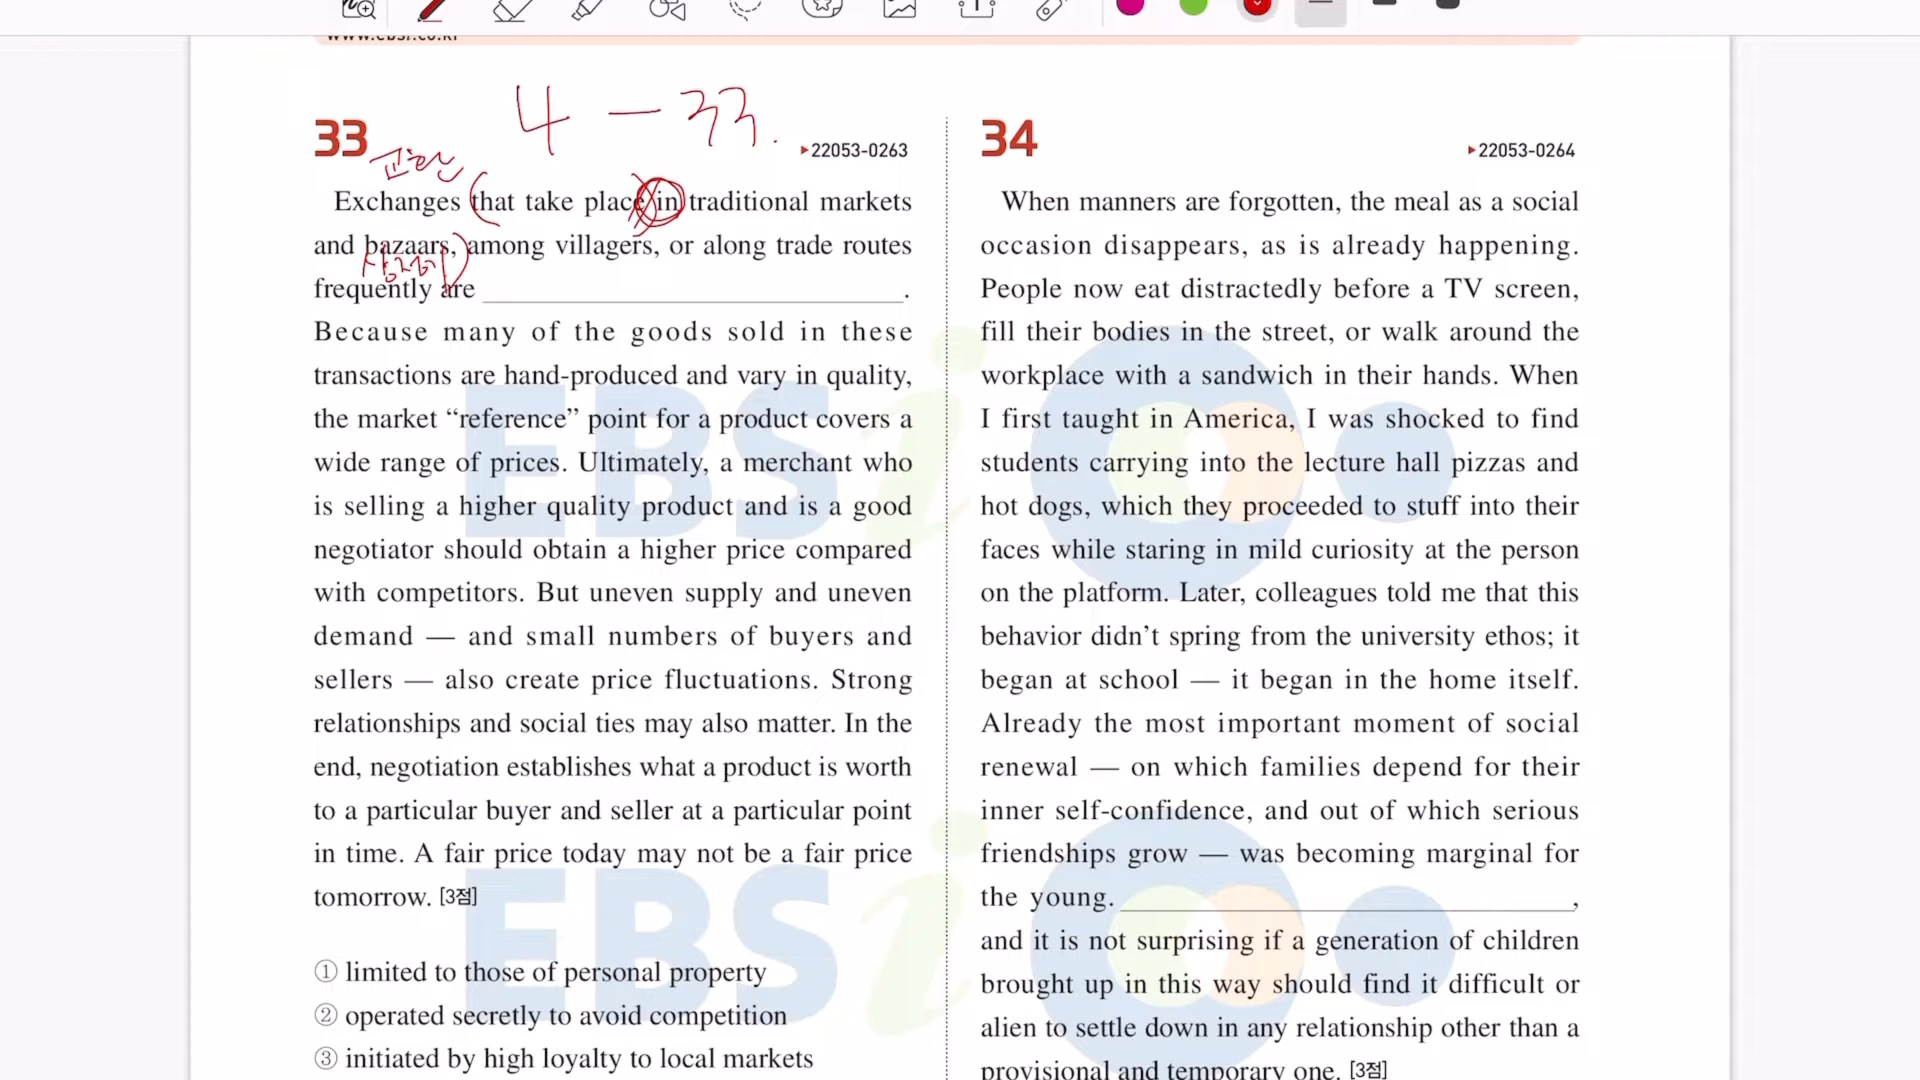 www.ebsi.co.kr
4 - 33.
33
▶22053-0263
교환
Exchanges (that take place in traditional markets
and bazaars,) among villagers, or along trade routes
frequently are ______.
Because many of the goods sold in these
transactions are hand-produced and vary in quality,
the market “reference” point for a product covers a
wide range of prices. Ultimately, a merchant who
is selling a higher quality product and is a good
negotiator should obtain a higher price compared
with competitors. But uneven supply and uneven
demand — and small numbers of buyers and
sellers — also create price fluctuations. Strong
relationships and social ties may also matter. In the
end, negotiation establishes what a product is worth
to a particular buyer and seller at a particular point
in time. A fair price today may not be a fair price
tomorrow. [3점]
① limited to those of personal property
② operated secretly to avoid competition
③ initiated by high loyalty to local markets
34
▶22053-0264
When manners are forgotten, the meal as a social
occasion disappears, as is already happening.
People now eat distractedly before a TV screen,
fill their bodies in the street, or walk around the
workplace with a sandwich in their hands. When
I first taught in America, I was shocked to find
students carrying into the lecture hall pizzas and
hot dogs, which they proceeded to stuff into their
faces while staring in mild curiosity at the person
on the platform. Later, colleagues told me that this
behavior didn’t spring from the university ethos; it
began at school — it began in the home itself.
Already the most important moment of social
renewal — on which families depend for their
inner self-confidence, and out of which serious
friendships grow — was becoming marginal for
the young. ______,
and it is not surprising if a generation of children
brought up in this way should find it difficult or
alien to settle down in any relationship other than a
provisional and temporary one. [3점]
EBSi
EBSi